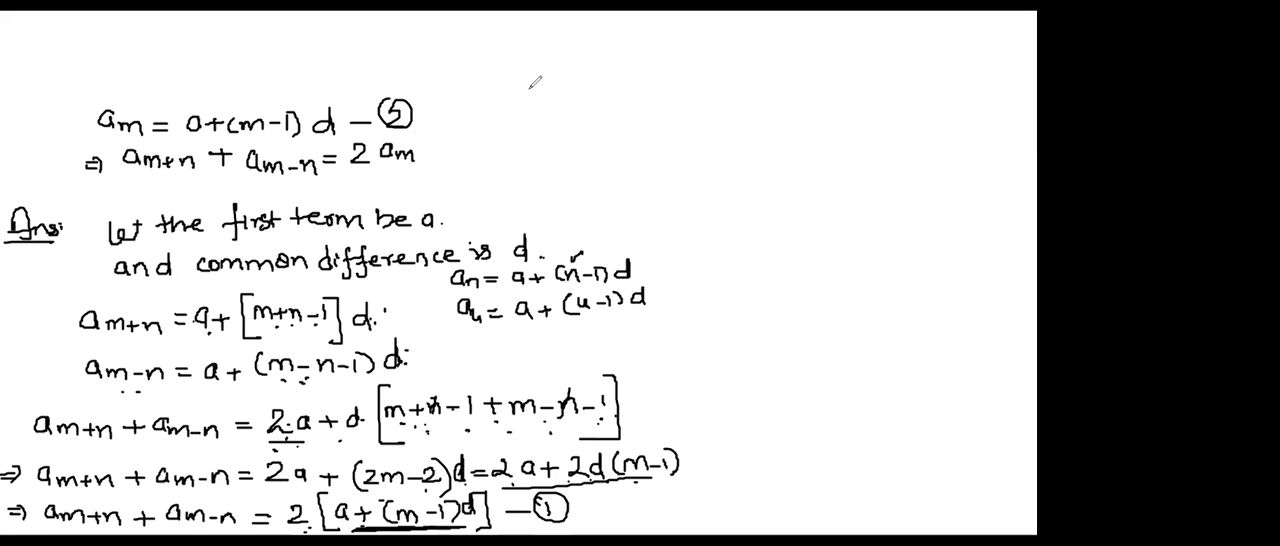 am = a+(m-1) d - ②
⇒ am+n + am-n = 2 am
Ans: Let the first term be a.
and common difference is d.
an = a+ (n-1)d
a4 = a + (4-1)d
am+n = a+ [m+n-1] d.
am-n = a+ (m-n-1) d.
am+n + am-n = 2a + d [m+n-1+m-n-1]
⇒ am+n + am-n = 2a + (2m-2)d = 2a+ 2d(m-1)
⇒ am+n + am-n = 2 [a+(m-1)d] - ①